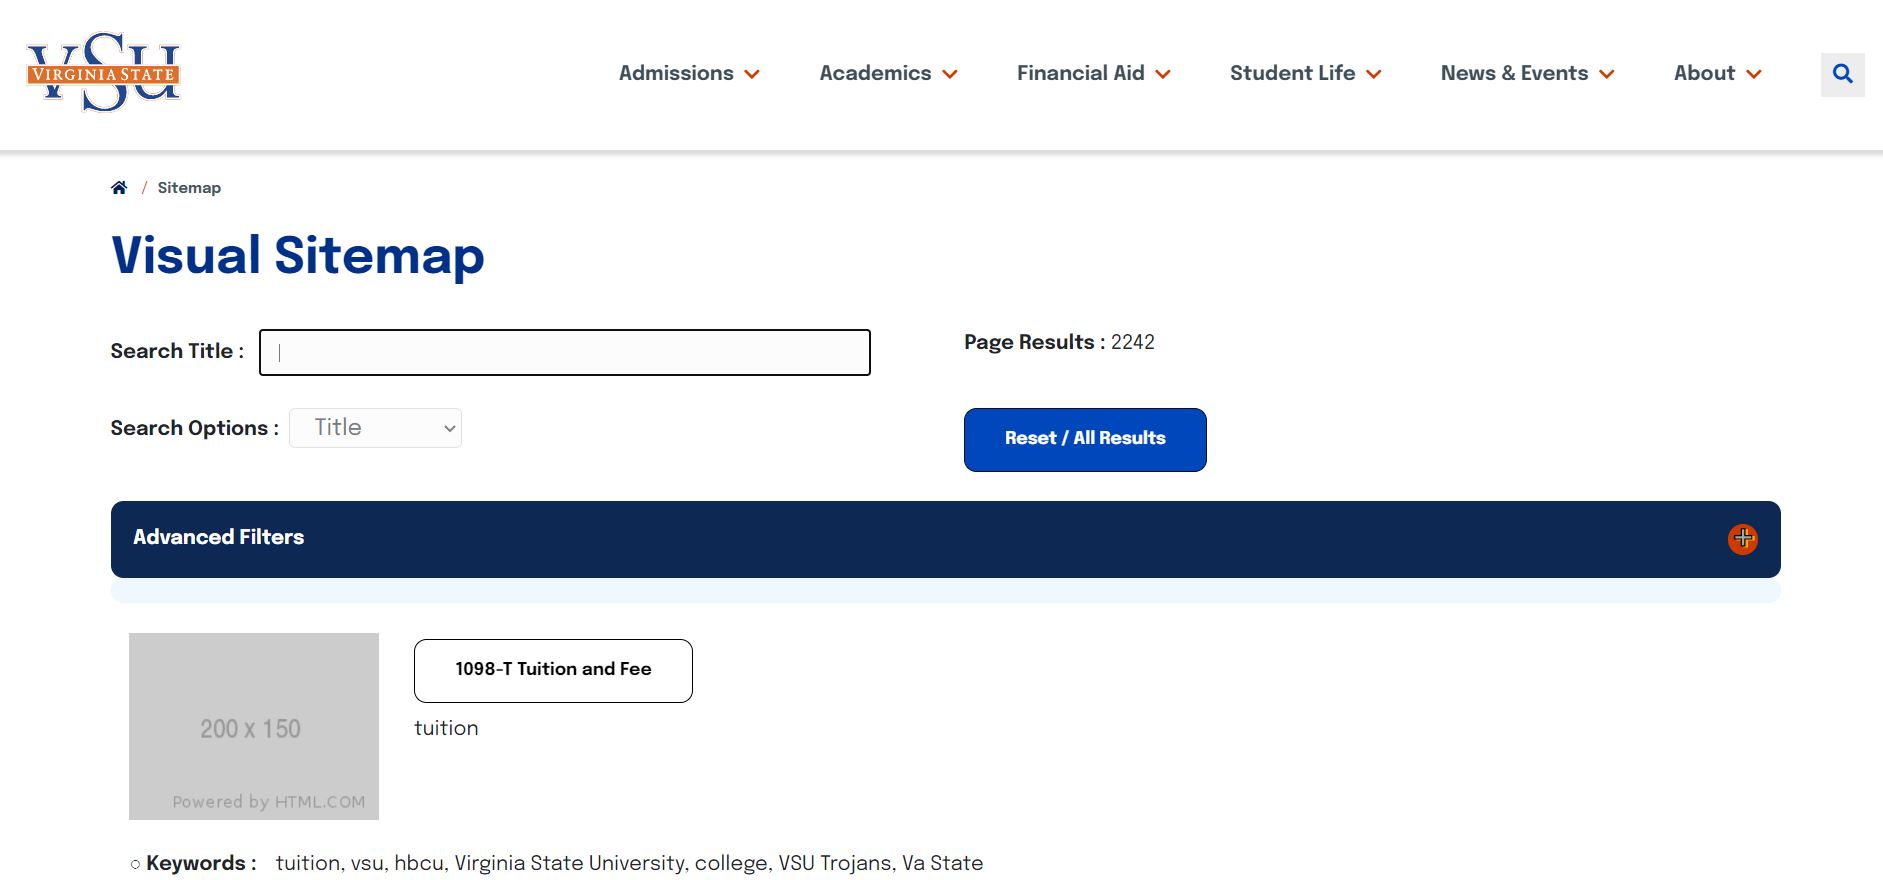 VSU
VIRGINIA STATE
Admissions
Academics
Financial Aid
Student Life
News & Events
About
/ Sitemap
Visual Sitemap
Search Title :
Page Results : 2242
Search Options : Title
Reset / All Results
Advanced Filters
1098-T Tuition and Fee
tuition
200 x 150
Powered by HTML.COM
Keywords : tuition, vsu, hbcu, Virginia State University, college, VSU Trojans, Va State